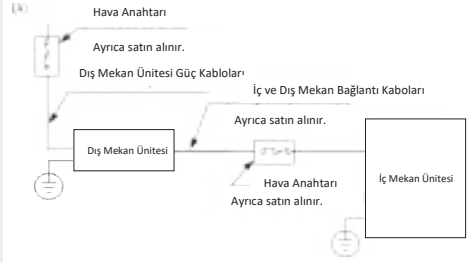 Hava Anahtarı
Ayrıca satın alınır.
Dış Mekan Ünitesi Güç Kabloları
İç ve Dış Mekan Bağlantı Kaboları
Ayrıca satın alınır.
Dış Mekan Ünitesi
Hava Anahtarı
Ayrıca satın alınır.
İç Mekan Ünitesi